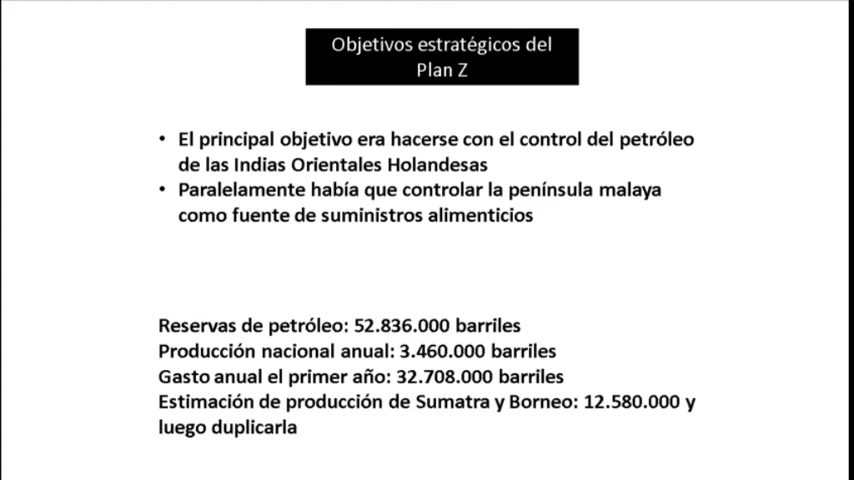 Objetivos estratégicos del
Plan Z
• El principal objetivo era hacerse con el control del petróleo
de las Indias Orientales Holandesas
• Paralelamente había que controlar la península malaya
como fuente de suministros alimenticios
Reservas de petróleo: 52.836.000 barriles
Producción nacional anual: 3.460.000 barriles
Gasto anual el primer año: 32.708.000 barriles
Estimación de producción de Sumatra y Borneo: 12.580.000 y
luego duplicarla